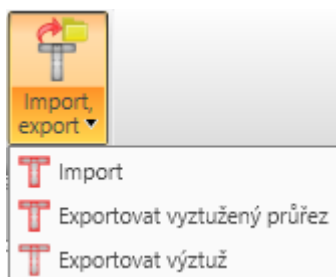 Import,
export
Import
Exportovat vyztužený průřez
Exportovat výztuž